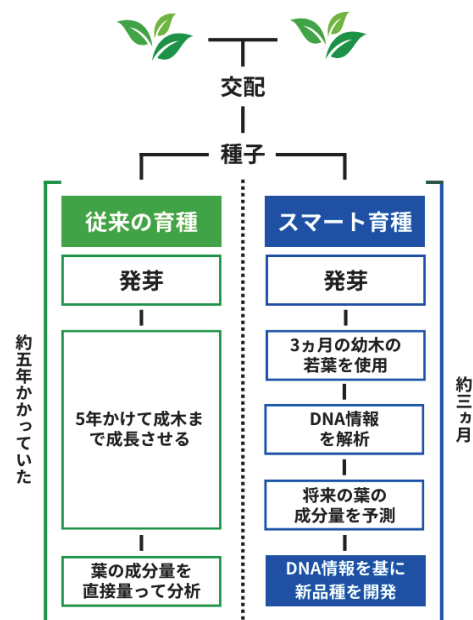 交配
種子
従来の育種
発芽
5年かけて成木ま
で成長させる
葉の成分量を
直接量って分析
約五年かかっていた
スマート育種
発芽
3ヵ月の幼木の
若葉を使用
DNA情報
を解析
将来の葉の
成分量を予測
DNA情報を基に
新品種を開発
約三ヵ月